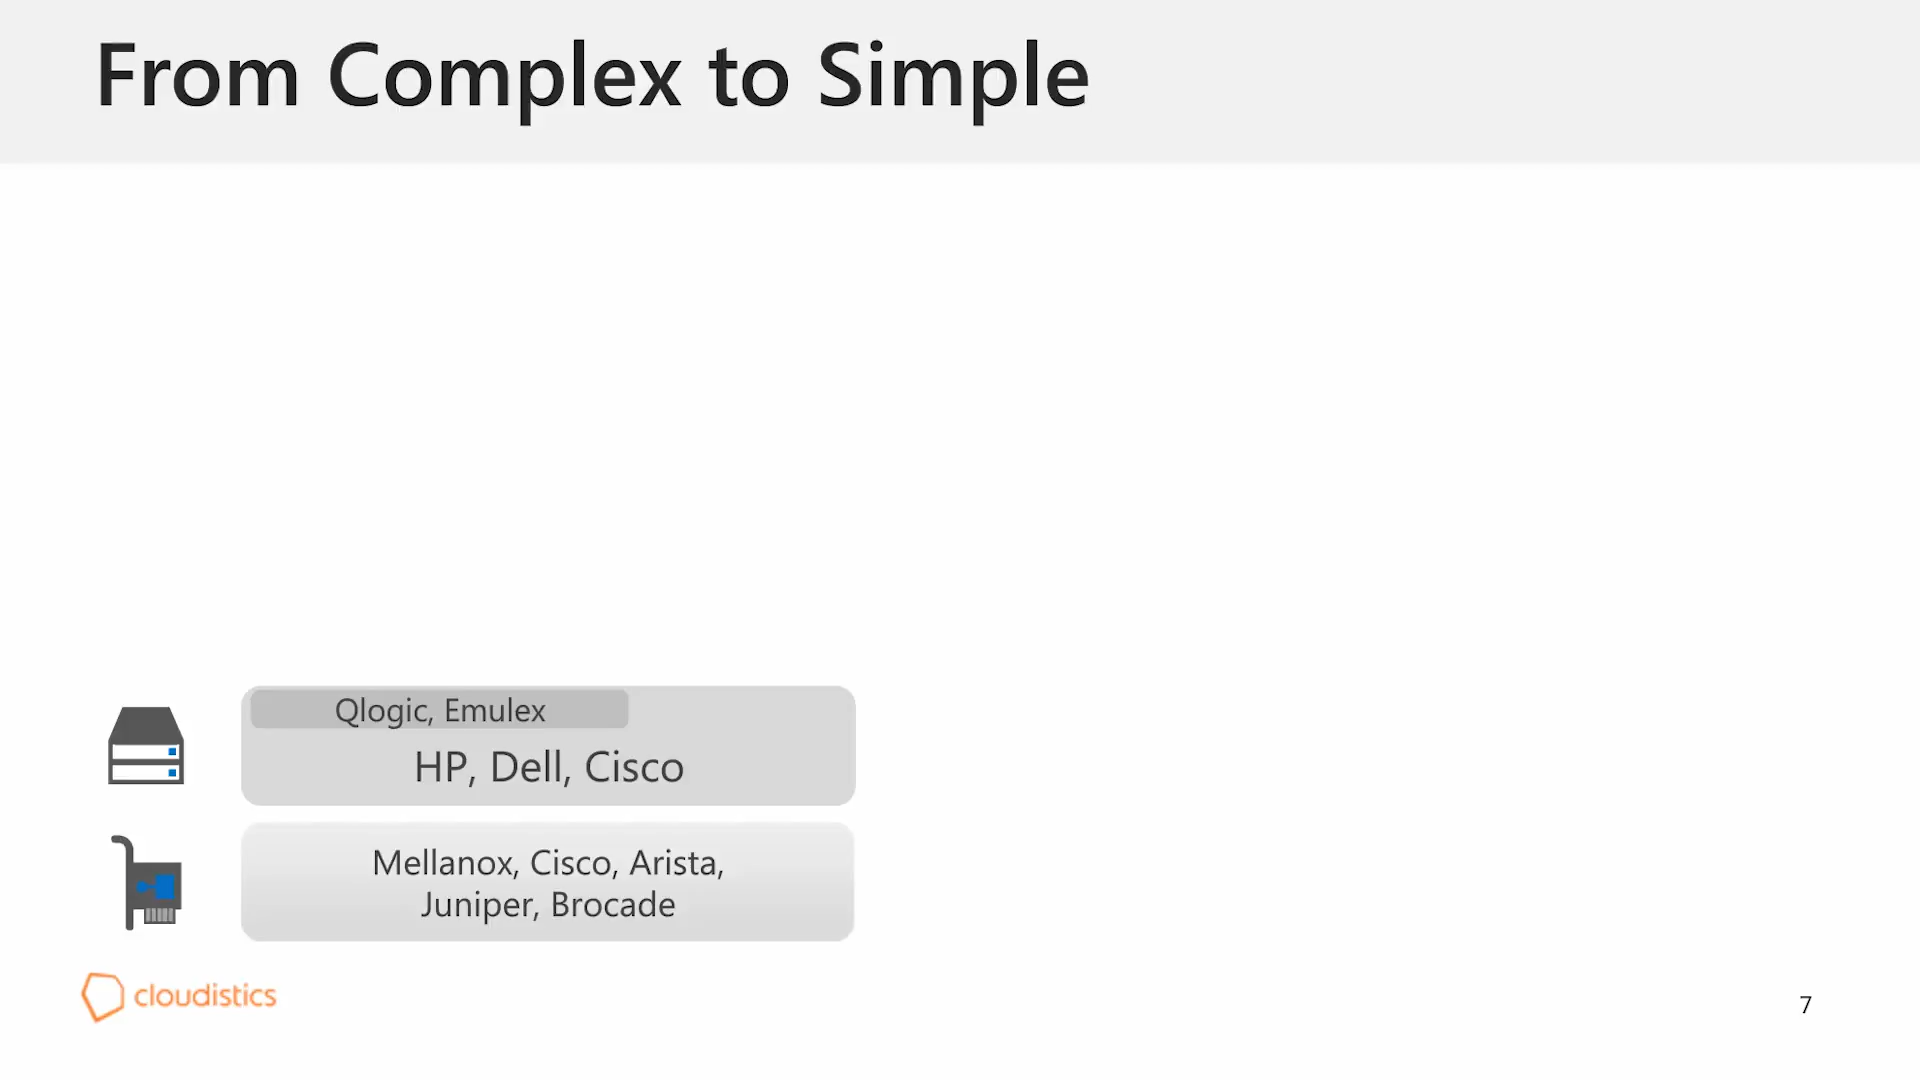 From Complex to Simple
Qlogic, Emulex
HP, Dell, Cisco
Mellanox, Cisco, Arista,
Juniper, Brocade
cloudistics
7